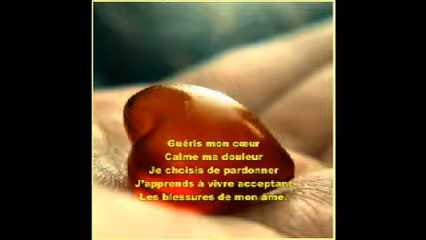 Guéris mon cœur
Calme ma douleur
Je choisis de pardonner
J'apprends à vivre acceptant
Les blessures de mon âme.